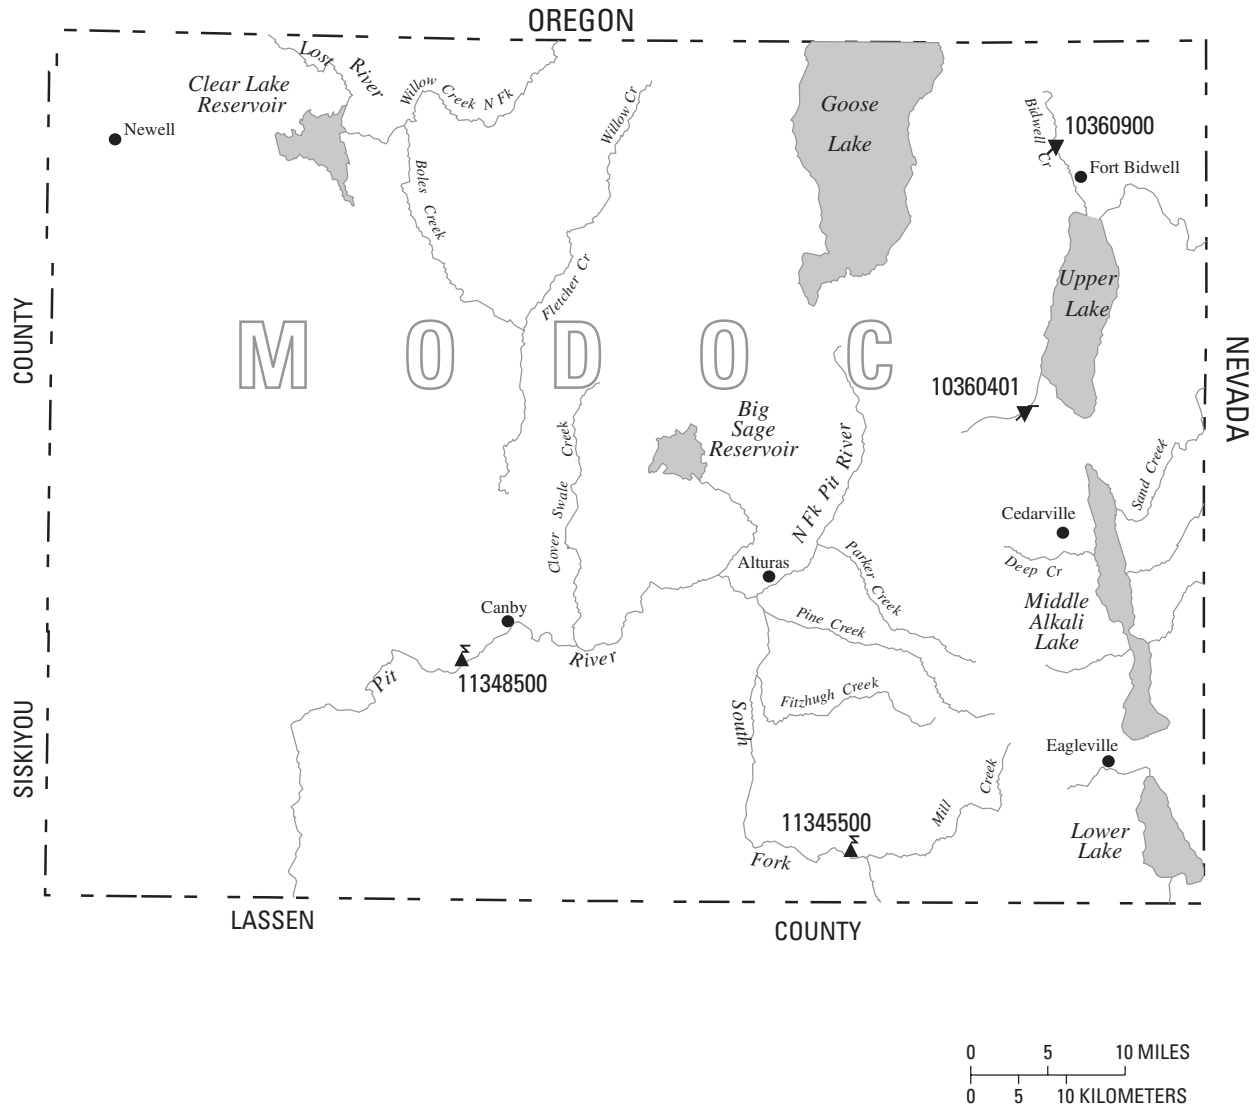 OREGON
Lost
River
Clear Lake
Reservoir
Willow Creek N Fk
Willow Cr
Goose
Lake
Bidwell Cr
10360900
Newell
Fort Bidwell
Boles Creek
Fletcher Cr
Upper
Lake
COUNTY
MODOC
NEVADA
10360401
Big
Sage
Reservoir
Clover Swale Creek
N Fk Pit River
Sand Creek
Cedarville
Alturas
Parker Creek
Deep Cr
Middle
Alkali
Lake
Canby
Pine Creek
Pit
River
11348500
Fitzhugh Creek
South
SISKIYOU
Eagleville
Mill Creek
11345500
Fork
Lower
Lake
LASSEN
COUNTY
0 5 10 MILES
0 5 10 KILOMETERS